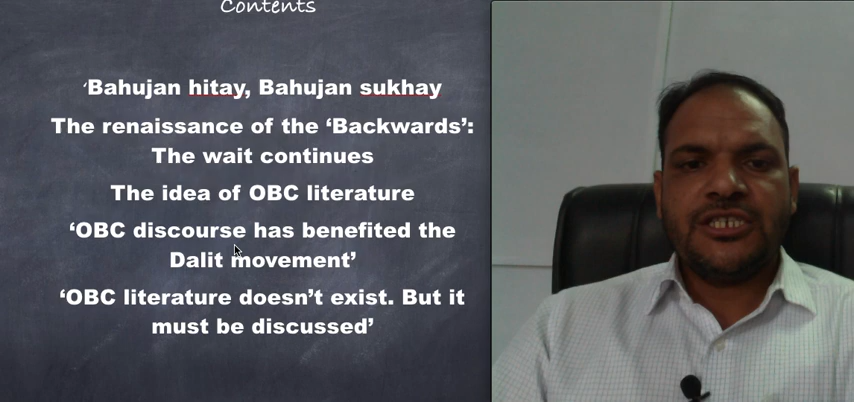 Contents
‘Bahujan hitay, Bahujan sukhay
The renaissance of the ‘Backwards’:
The wait continues
The idea of OBC literature
‘OBC discourse has benefited the
Dalit movement’
‘OBC literature doesn’t exist. But it
must be discussed’